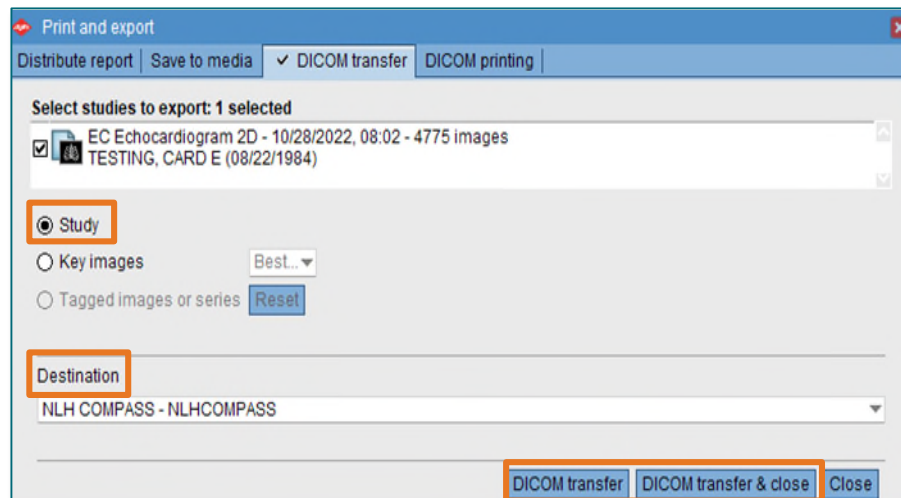 Print and export
Distribute report Save to media ✓ DICOM transfer DICOM printing
Select studies to export: 1 selected
EC Echocardiogram 2D - 10/28/2022, 08:02 - 4775 images
TESTING, CARD E (08/22/1984)
Study
Key images Best...
Tagged images or series Reset
Destination
NLH COMPASS - NLHCOMPASS
DICOM transfer DICOM transfer & close Close